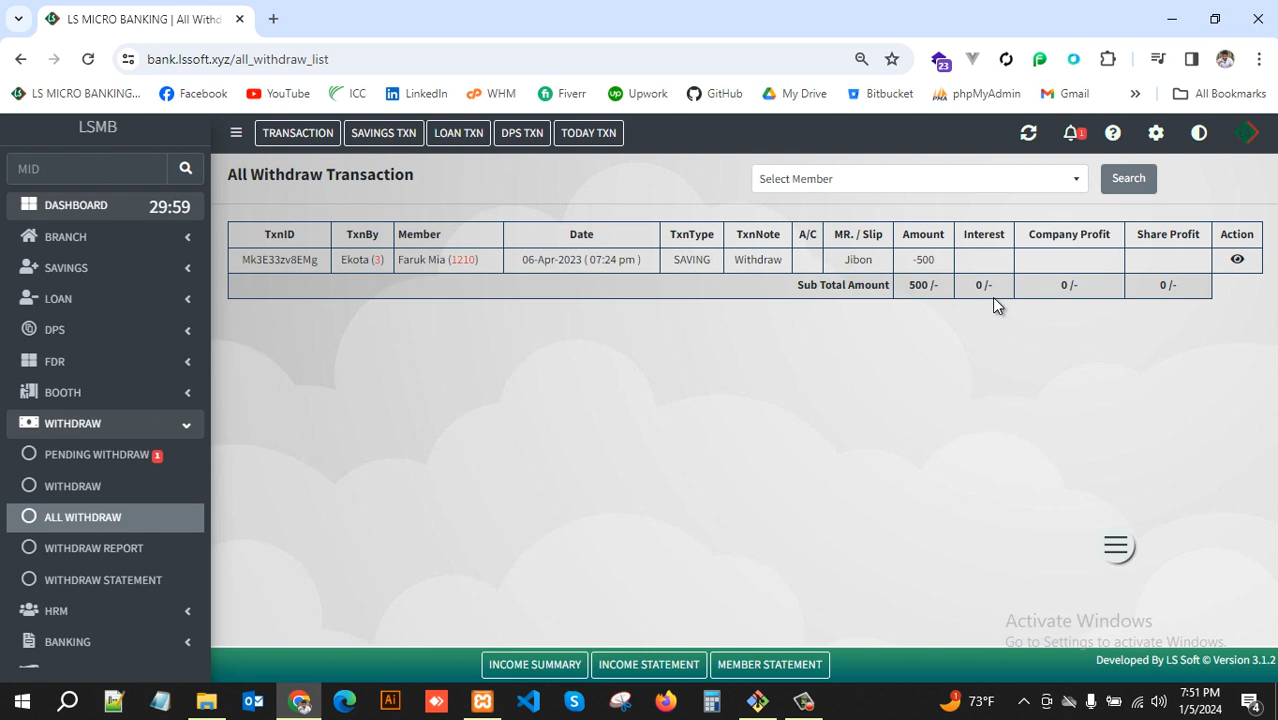 LS MICRO BANKING | All Withd
bank.lssoft.xyz/all_withdraw_list
23
LS MICRO BANKING... Facebook YouTube ICC LinkedIn WHM Fiverr Upwork GitHub My Drive Bitbucket phpMyAdmin Gmail » All Bookmarks
LSMB
TRANSACTION SAVINGS TXN LOAN TXN DPS TXN TODAY TXN
1
MID
All Withdraw Transaction
Select Member
Search
DASHBOARD 29:59
BRANCH
SAVINGS
LOAN
DPS
FDR
BOOTH
WITHDRAW
PENDING WITHDRAW 1
WITHDRAW
ALL WITHDRAW
WITHDRAW REPORT
WITHDRAW STATEMENT
HRM
BANKING
TxnID TxnBy Member Date TxnType TxnNote A/C MR. / Slip Amount Interest Company Profit Share Profit Action
Mk3E33zv8EMg Ekota (3) Faruk Mia (1210) 06-Apr-2023 ( 07:24 pm ) SAVING Withdraw Jibon -500
Sub Total Amount 500 /- 0 /- 0 /- 0 /-
Activate Windows
Go to Settings to activate Windows.
INCOME SUMMARY INCOME STATEMENT MEMBER STATEMENT
Developed By LS Soft © Version 3.1.2
1 73°F
7:51 PM
1/5/2024
4